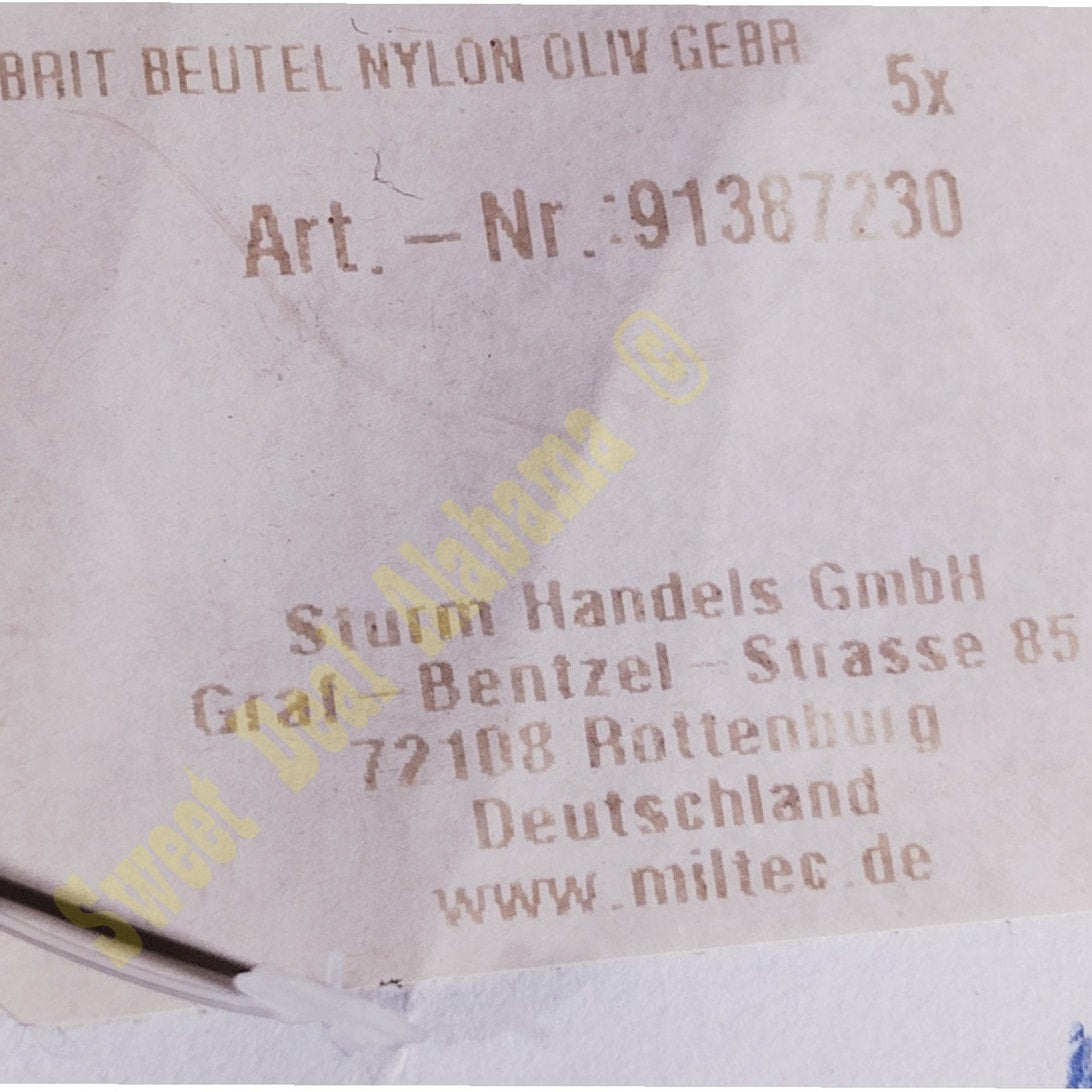 BRIT BEUTEL NYLON OLIV GEBR
5x
Art.-Nr.:91387230
Sturm Handels GmbH
Graf-Bentzel-Strasse 85
72108 Rottenburg
Deutschland
www.miltec.de
Sweet Deal Alabama ©